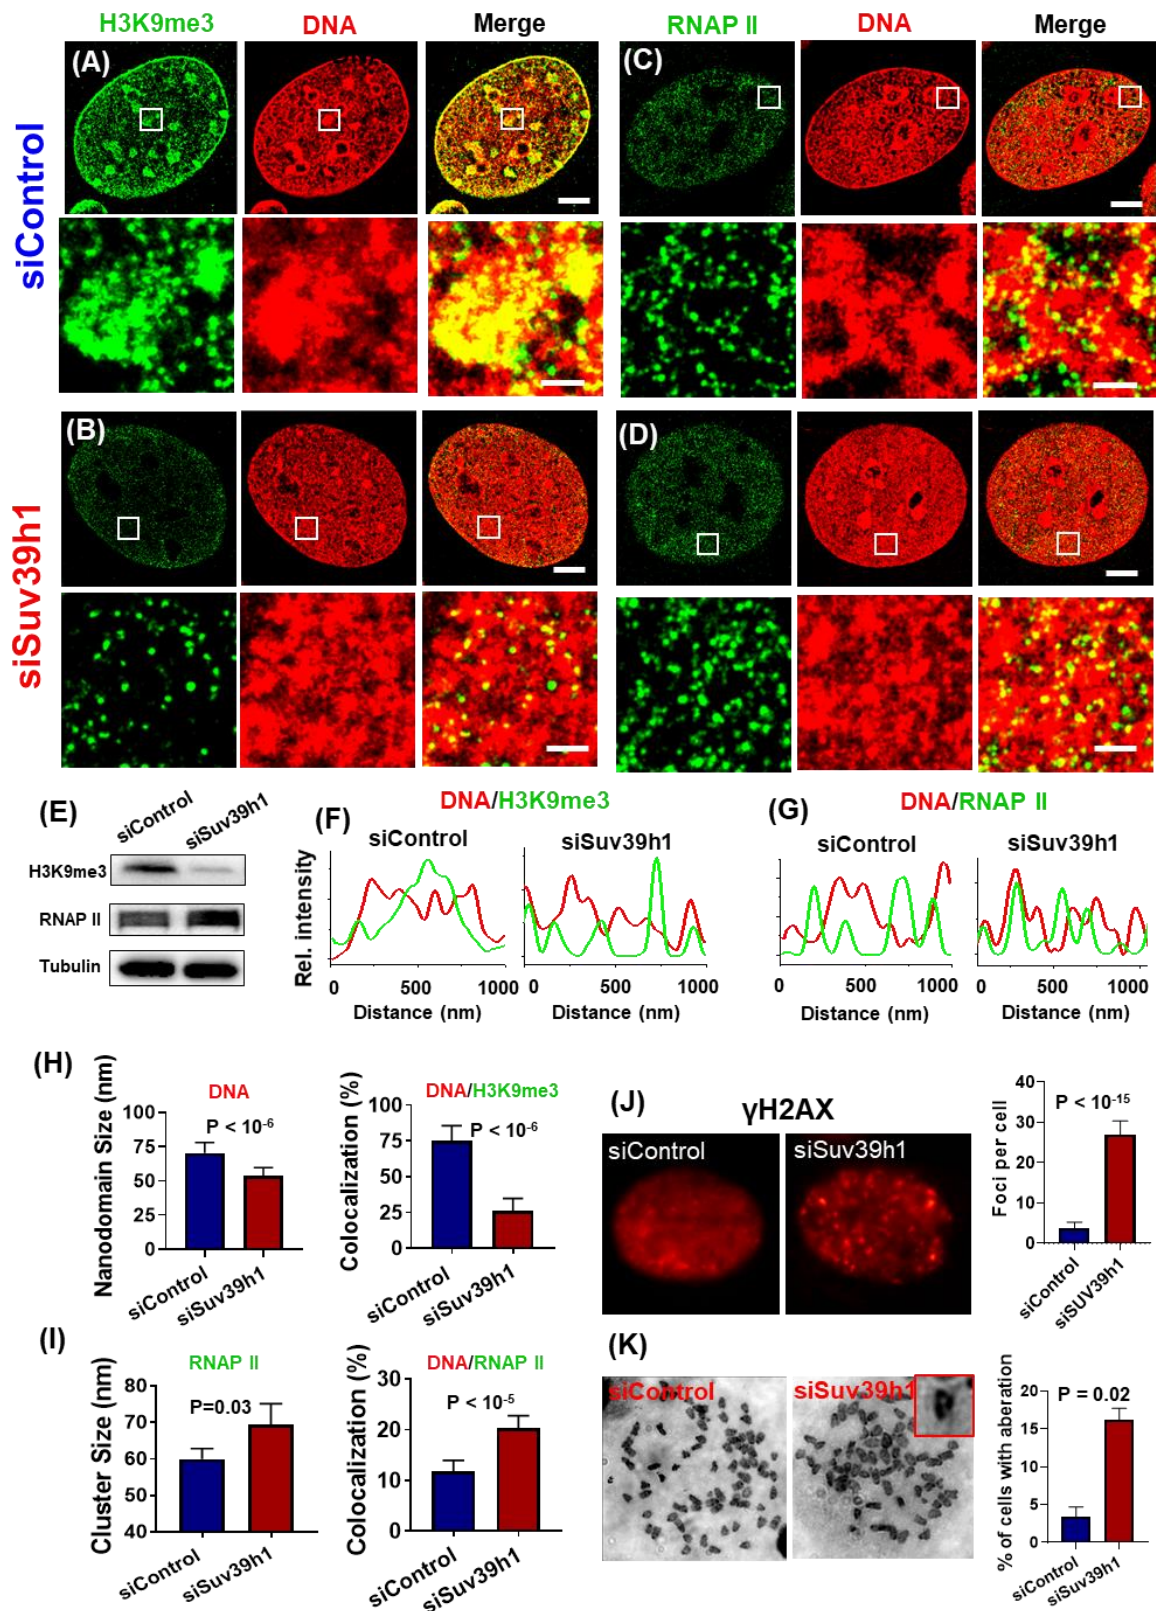 H3K9me3 DNA Merge RNAP II DNA Merge
(A) (C)
siControl
(B) (D)
siSuv39h1
(E) siControl siSuv39h1
H3K9me3
RNAP II
Tubulin
(F) DNA/H3K9me3
siControl siSuv39h1
Rel. intensity
0 500 1000 0 500 1000
Distance (nm) Distance (nm)
(G) DNA/RNAP II
siControl siSuv39h1
0 500 1000 0 500 1000
Distance (nm) Distance (nm)
(H)
DNA
Nanodomain Size (nm)
100
75
50
25
0
P < 10-6
siControl
siSuv39h1
DNA/H3K9me3
Colocalization (%)
100
75
50
25
0
P < 10-6
siControl
siSuv39h1
(I)
RNAP II
Cluster Size (nm)
80
70
60
50
40
P=0.03
siControl
siSuv39h1
DNA/RNAP II
Colocalization (%)
30
20
10
0
P < 10-5
siControl
siSuv39h1
(J)
γH2AX
siControl siSuv39h1
Foci per cell
40
30
20
10
0
P < 10-15
siControl
siSUV39h1
(K)
siControl siSuv39h1
% of cells with aberation
20
15
10
5
0
P = 0.02
siControl
siSuv39h1